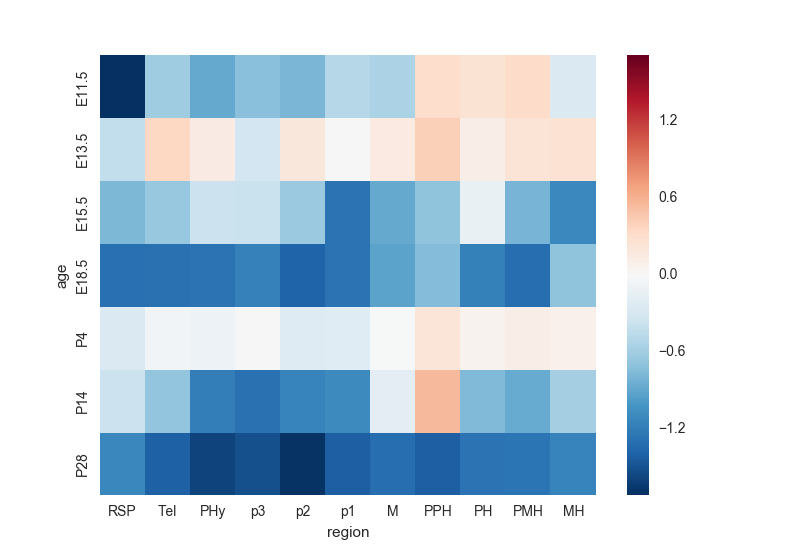 E11.5
E13.5
E15.5
E18.5
P4
P14
P28
age
RSP Tel PHy p3 p2 p1 M PPH PH PMH MH
region
1.2
0.6
0.0
−0.6
−1.2